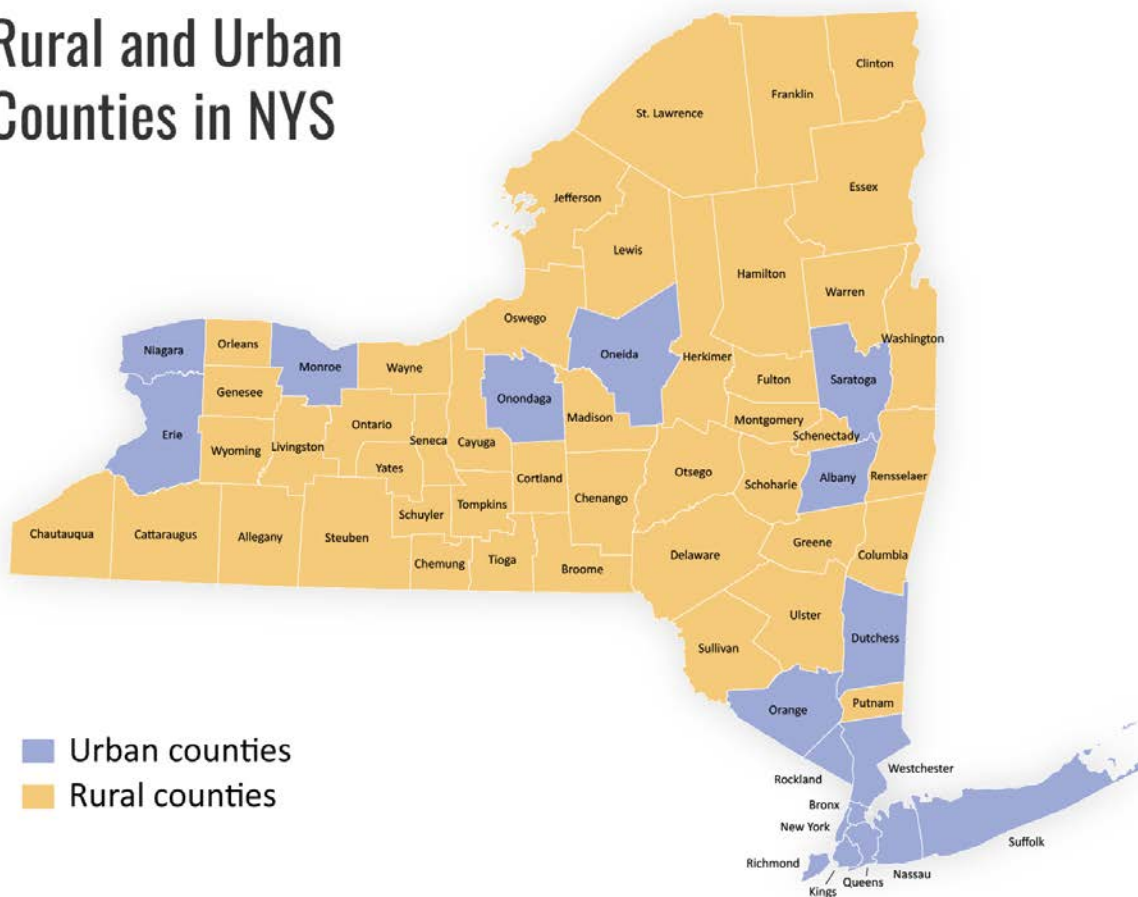 Rural and Urban
Counties in NYS
Clinton
Franklin
St. Lawrence
Essex
Jefferson
Lewis
Hamilton
Warren
Oswego
Washington
Niagara
Orleans
Monroe
Oneida
Herkimer
Wayne
Fulton
Saratoga
Genesee
Onondaga
Madison
Montgomery
Ontario
Erie
Schenectady
Seneca
Cayuga
Livingston
Wyoming
Yates
Otsego
Cortland
Albany
Rensselaer
Schoharie
Chenango
Tompkins
Schuyler
Chautauqua
Cattaraugus
Allegany
Steuben
Greene
Delaware
Columbia
Tioga
Chemung
Broome
Ulster
Dutchess
Sullivan
Putnam
Orange
Urban counties
Rural counties
Westchester
Rockland
Bronx
New York
Suffolk
Richmond
Nassau
Queens
Kings